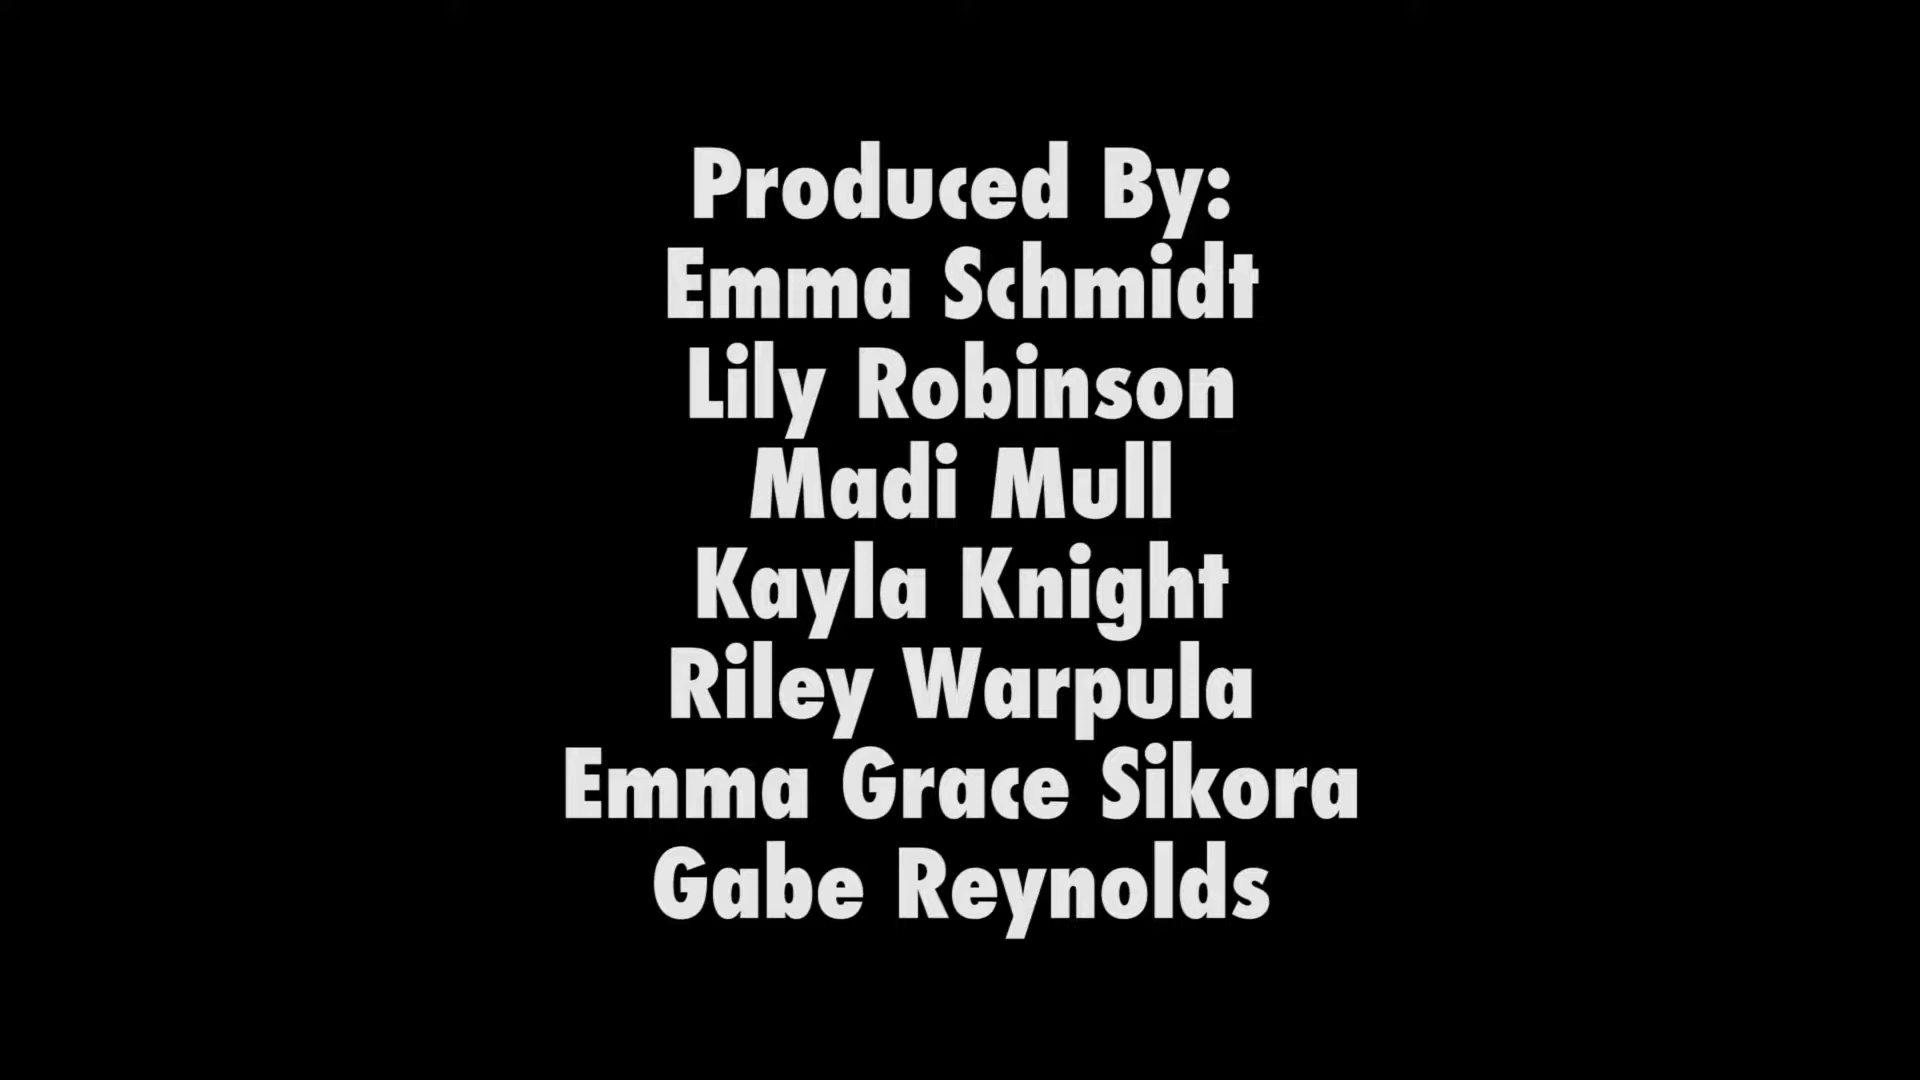 Produced By:
Emma Schmidt
Lily Robinson
Madi Mull
Kayla Knight
Riley Warpula
Emma Grace Sikora
Gabe Reynolds